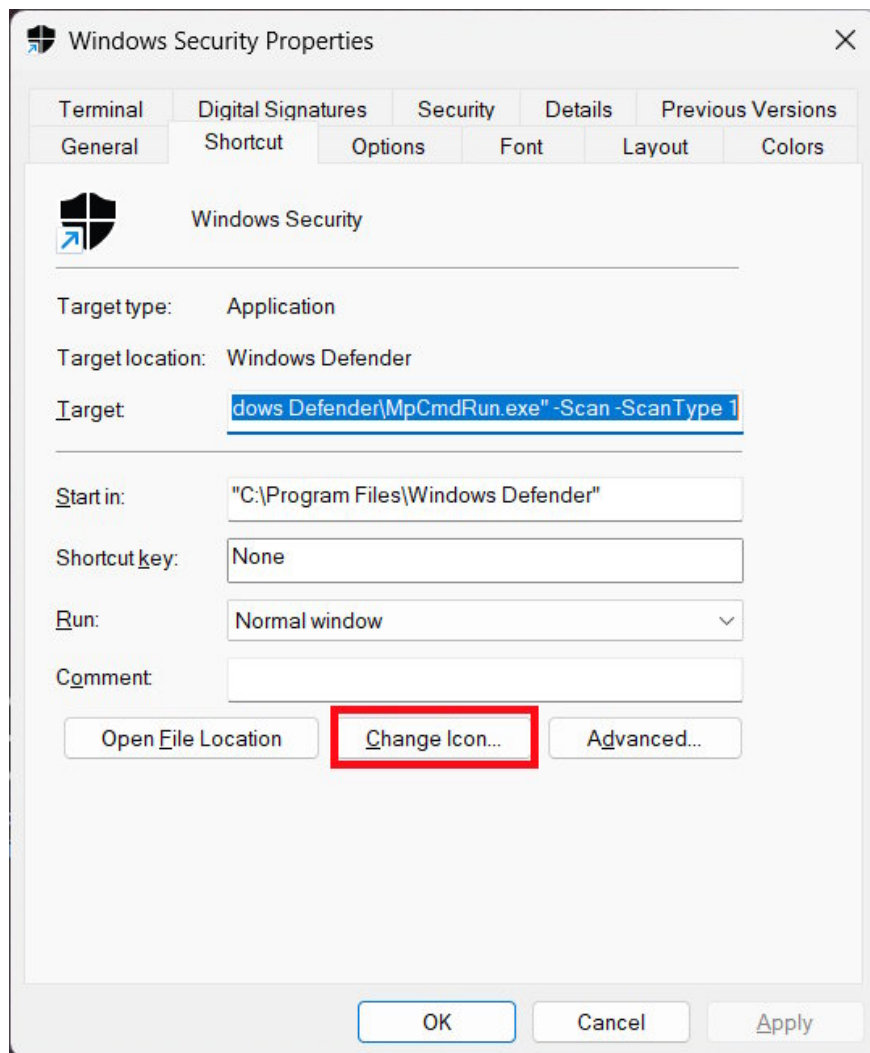 Windows Security Properties
Terminal Digital Signatures Security Details Previous Versions
General Shortcut Options Font Layout Colors
Windows Security
Target type: Application
Target location: Windows Defender
Target: dows Defender\MpCmdRun.exe" -Scan -ScanType 1
Start in: "C:\Program Files\Windows Defender"
Shortcut key: None
Run: Normal window
Comment:
Open File Location Change Icon... Advanced...
OK Cancel Apply